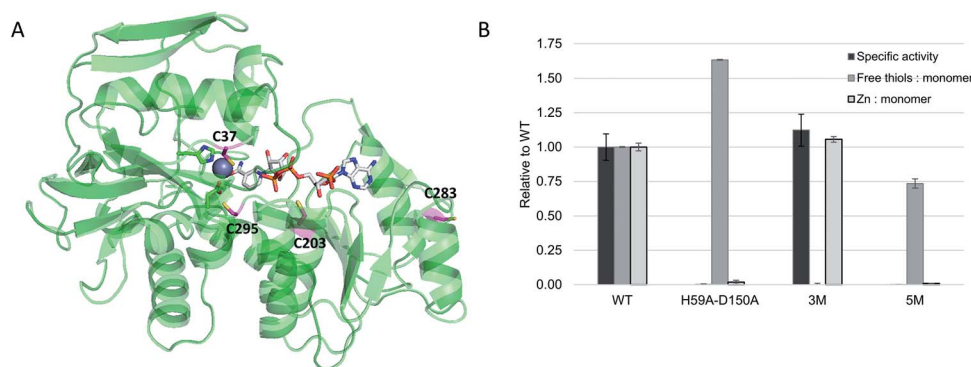 A
C37
C283
C295
C203
B
1.75
1.50
1.25
1.00
0.75
0.50
0.25
0.00
Relative to WT
Specific activity
Free thiols : monomer
Zn : monomer
WT
H59A-D150A
3M
5M